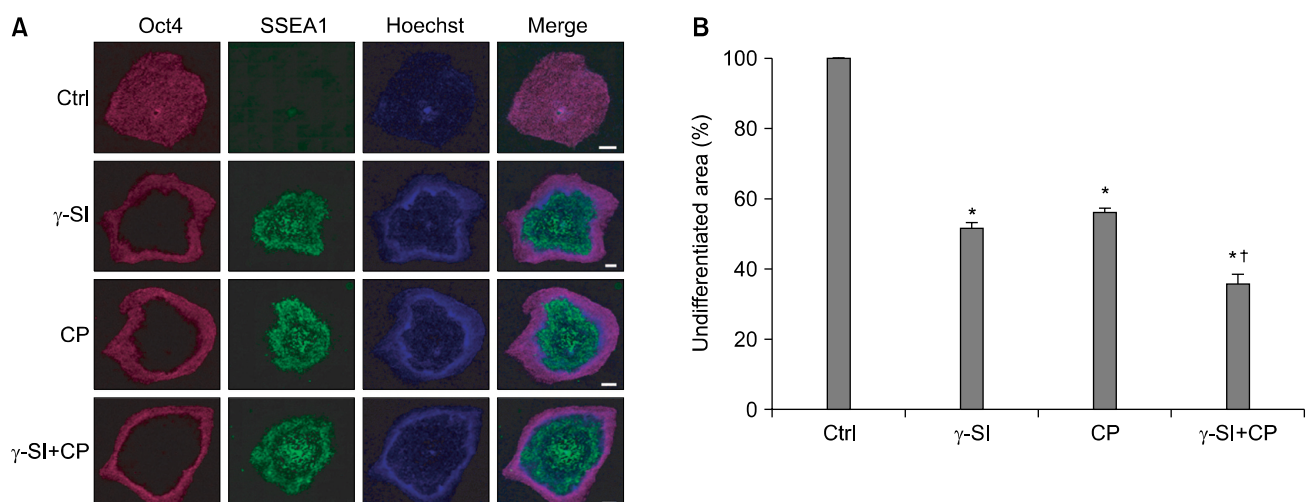 A
Oct4 SSEA1 Hoechst Merge
Ctrl
γ-SI
CP
γ-SI+CP
B
Undifferentiated area (%)
100
80
60
40
20
0
*
*
*†
Ctrl γ-SI CP γ-SI+CP